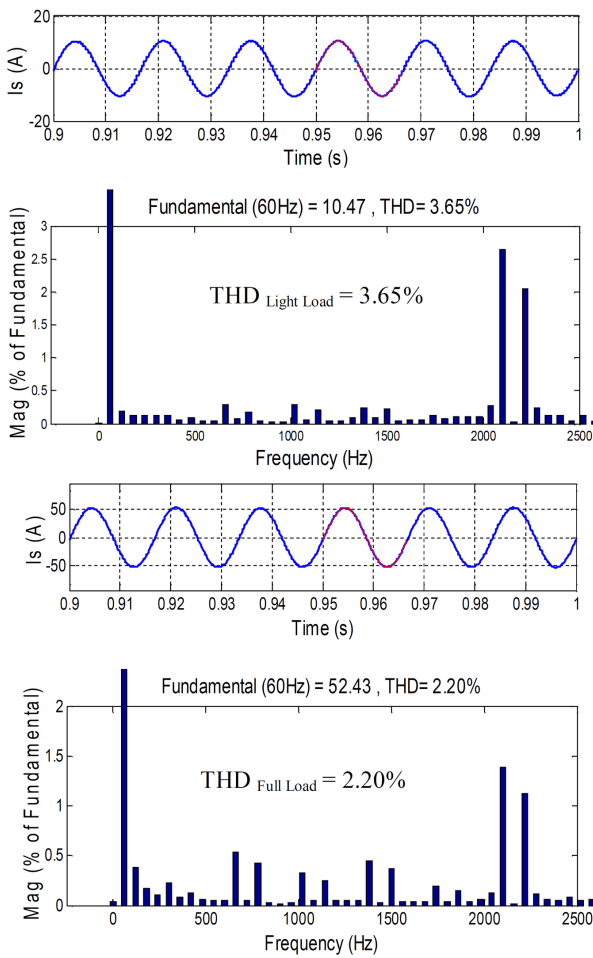 20
0
-20
Is (A)
0.9 0.91 0.92 0.93 0.94 0.95 0.96 0.97 0.98 0.99 1
Time (s)
Fundamental (60Hz) = 10.47 , THD= 3.65%
3
2.5
2
1.5
1
0.5
0
Mag (% of Fundamental)
THD Light Load = 3.65%
0 500 1000 1500 2000 2500
Frequency (Hz)
50
0
-50
Is (A)
0.9 0.91 0.92 0.93 0.94 0.95 0.96 0.97 0.98 0.99 1
Time (s)
Fundamental (60Hz) = 52.43 , THD= 2.20%
2
1.5
1
0.5
0
Mag (% of Fundamental)
THD Full Load = 2.20%
0 500 1000 1500 2000 2500
Frequency (Hz)